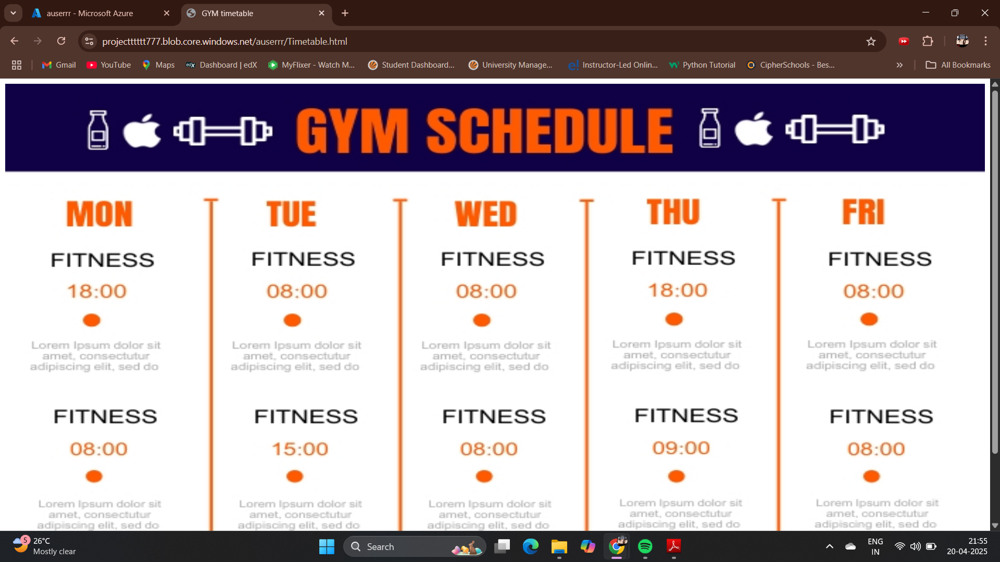 auserrr - Microsoft Azure
GYM timetable
projectttttt777.blob.core.windows.net/auserrr/Timetable.html
Gmail
YouTube
Maps
edX Dashboard | edX
MyFlixer - Watch M...
Student Dashboard...
University Manage...
e! Instructor-Led Onlin...
Python Tutorial
CipherSchools - Bes...
All Bookmarks
GYM SCHEDULE
MON
TUE
WED
THU
FRI
FITNESS
FITNESS
FITNESS
FITNESS
FITNESS
18:00
08:00
08:00
18:00
08:00
Lorem Ipsum dolor sit
amet, consectutur
adipiscing elit, sed do
Lorem Ipsum dolor sit
amet, consectutur
adipiscing elit, sed do
Lorem Ipsum dolor sit
amet, consectutur
adipiscing elit, sed do
Lorem Ipsum dolor sit
amet, consectutur
adipiscing elit, sed do
Lorem Ipsum dolor sit
amet, consectutur
adipiscing elit, sed do
FITNESS
FITNESS
FITNESS
FITNESS
FITNESS
08:00
15:00
08:00
09:00
08:00
Lorem Ipsum dolor sit
amet, consectutur
adipiscing elit, sed do
Lorem Ipsum dolor sit
amet, consectutur
adipiscing elit, sed do
Lorem Ipsum dolor sit
amet, consectutur
adipiscing elit, sed do
Lorem Ipsum dolor sit
amet, consectutur
adipiscing elit, sed do
Lorem Ipsum dolor sit
amet, consectutur
adipiscing elit, sed do
5
26°C
Mostly clear
Search
ENG
IN
21:55
20-04-2025